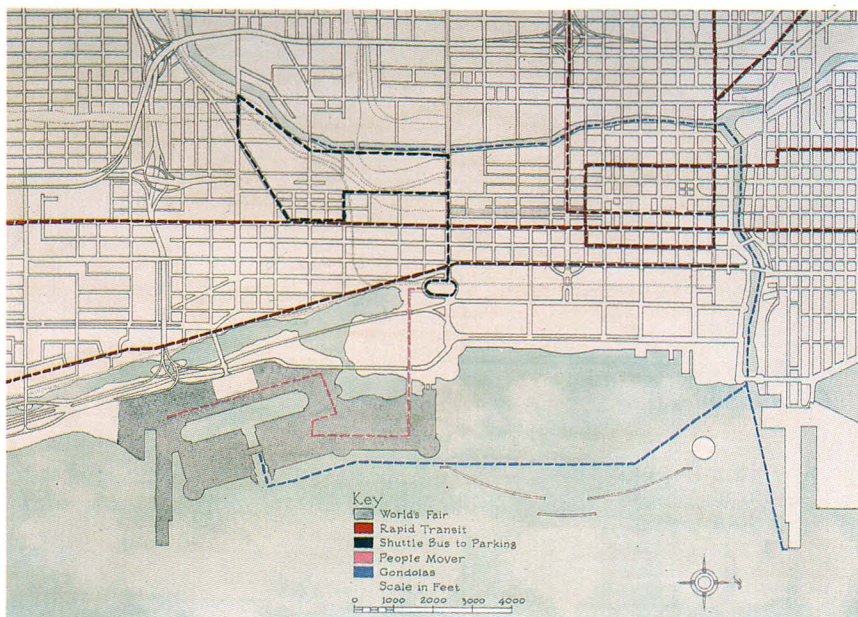 Key
World's Fair
Rapid Transit
Shuttle Bus to Parking
People Mover
Gondolas
Scale in Feet
0 1000 2000 3000 4000